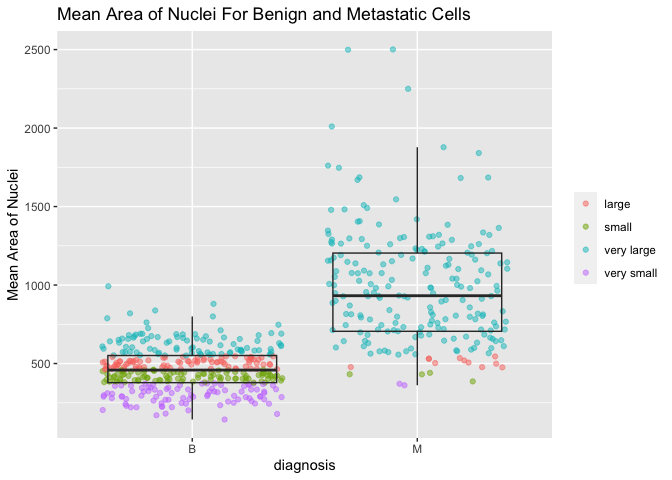 Mean Area of Nuclei For Benign and Metastatic Cells
2500
2000
1500
1000
500
Mean Area of Nuclei
B
M
diagnosis
large
small
very large
very small